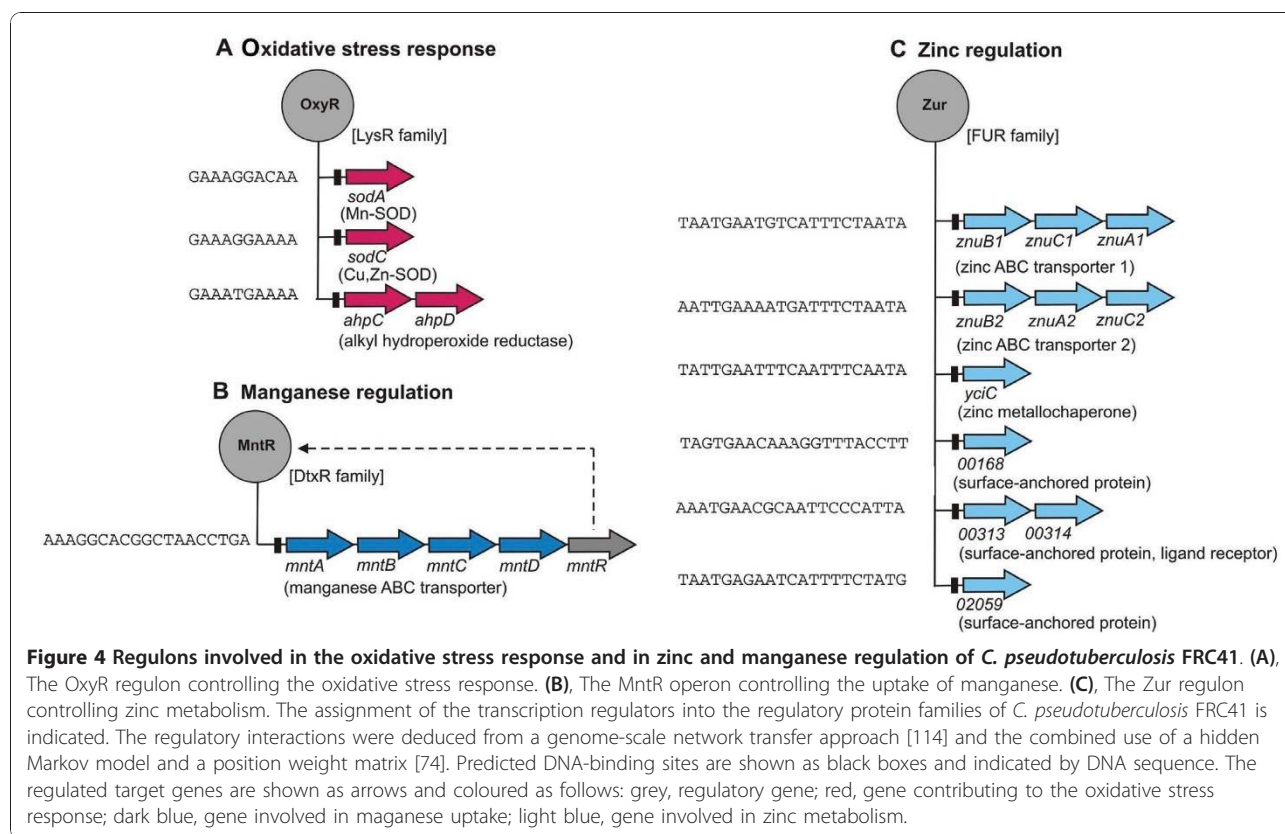 A Oxidative stress response
OxyR
[LysR family]
GAAAGGACAA
sodA
(Mn-SOD)
GAAAGGAAAA
sodC
(Cu,Zn-SOD)
GAAATGAAAA
ahpC ahpD
(alkyl hydroperoxide reductase)
B Manganese regulation
MntR
[DtxR family]
AAAGGCACGGCTAACCTGA
mntA mntB mntC mntD mntR
(manganese ABC transporter)
C Zinc regulation
Zur
[FUR family]
TAATGAATGTCATTTCTAATA
znuB1 znuC1 znuA1
(zinc ABC transporter 1)
AATTGAAAATGATTTCTAATA
znuB2 znuA2 znuC2
(zinc ABC transporter 2)
TATTGAATTTCAATTTCAATA
yciC
(zinc metallochaperone)
TAGTGAACAAAGGTTTACCTT
00168
(surface-anchored protein)
AAATGAACGCAATTCCCATTA
00313 00314
(surface-anchored protein, ligand receptor)
TAATGAGAATCATTTTCTATG
02059
(surface-anchored protein)
Figure 4 Regulons involved in the oxidative stress response and in zinc and manganese regulation of C. pseudotuberculosis FRC41. (A),
The OxyR regulon controlling the oxidative stress response. (B), The MntR operon controlling the uptake of manganese. (C), The Zur regulon
controlling zinc metabolism. The assignment of the transcription regulators into the regulatory protein families of C. pseudotuberculosis FRC41 is
indicated. The regulatory interactions were deduced from a genome-scale network transfer approach [114] and the combined use of a hidden
Markov model and a position weight matrix [74]. Predicted DNA-binding sites are shown as black boxes and indicated by DNA sequence. The
regulated target genes are shown as arrows and coloured as follows: grey, regulatory gene; red, gene contributing to the oxidative stress
response; dark blue, gene involved in maganese uptake; light blue, gene involved in zinc metabolism.